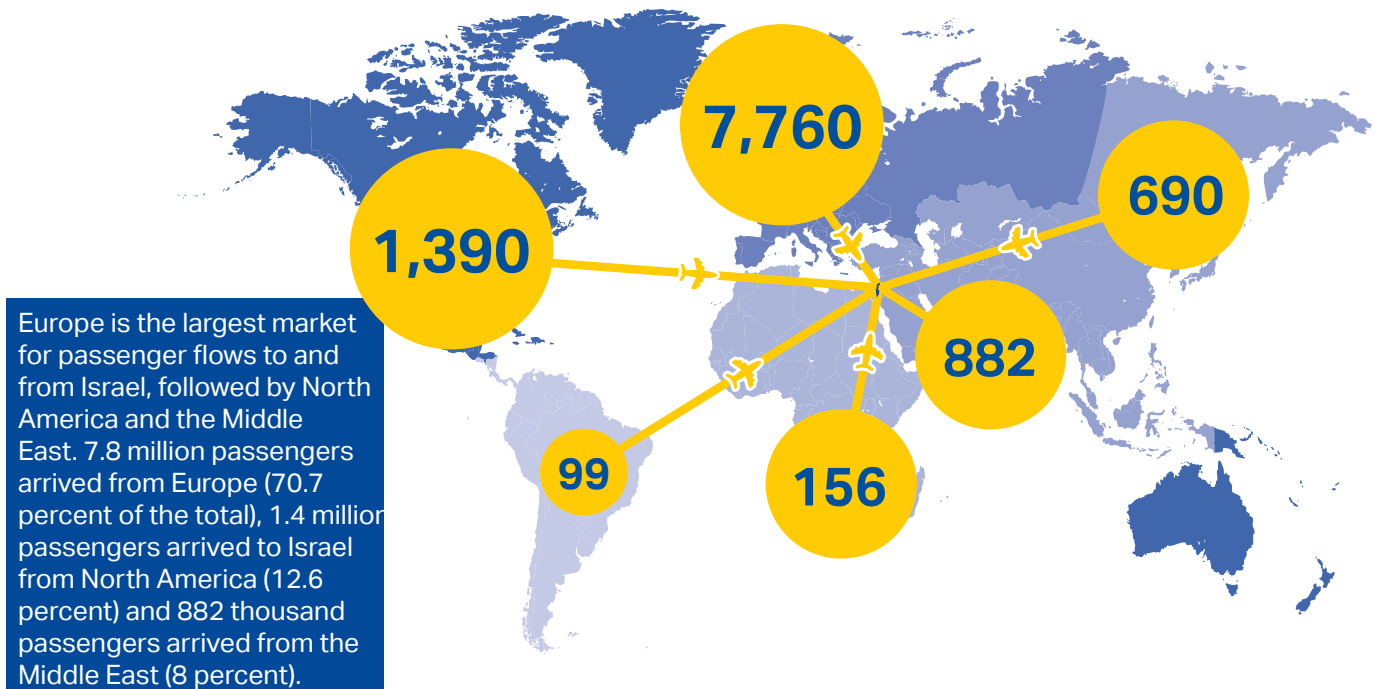 7,760
690
1,390
882
99
156
Europe is the largest market
for passenger flows to and
from Israel, followed by North
America and the Middle
East. 7.8 million passengers
arrived from Europe (70.7
percent of the total), 1.4 million
passengers arrived to Israel
from North America (12.6
percent) and 882 thousand
passengers arrived from the
Middle East (8 percent).